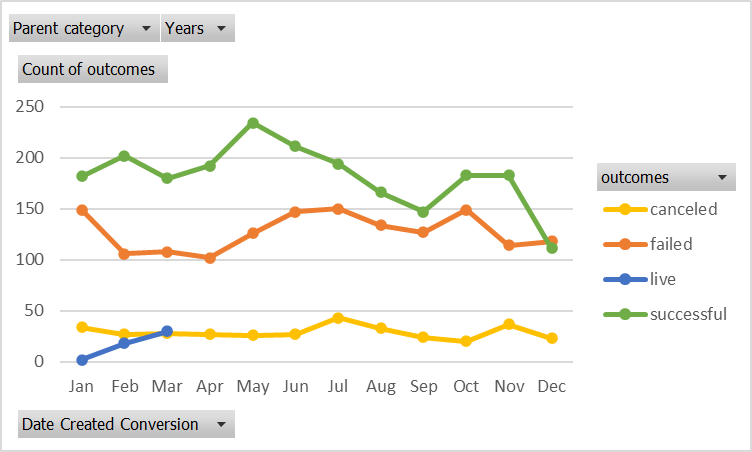 Parent category Years
Count of outcomes
250
200
150
100
50
0
Jan Feb Mar Apr May Jun Jul Aug Sep Oct Nov Dec
outcomes
canceled
failed
live
successful
Date Created Conversion